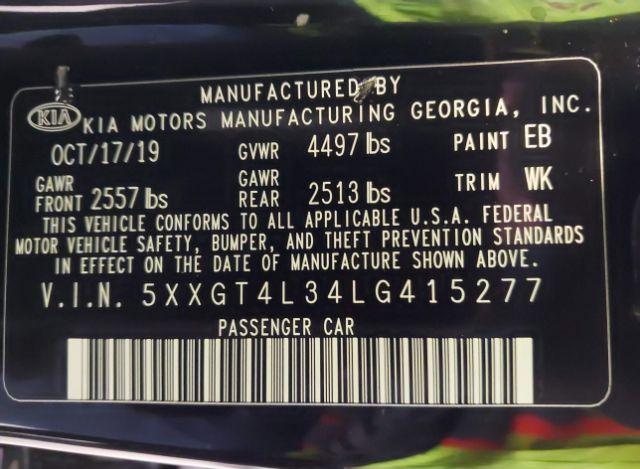 MANUFACTURED BY
KIA KIA MOTORS MANUFACTURING GEORGIA, INC.
OCT/17/19 GVWR 4497 lbs PAINT EB
GAWR FRONT 2557 lbs GAWR REAR 2513 lbs TRIM WK
THIS VEHICLE CONFORMS TO ALL APPLICABLE U.S.A. FEDERAL
MOTOR VEHICLE SAFETY, BUMPER, AND THEFT PREVENTION STANDARDS
IN EFFECT ON THE DATE OF MANUFACTURE SHOWN ABOVE.
V.I.N. 5XXGT4L34LG415277
PASSENGER CAR